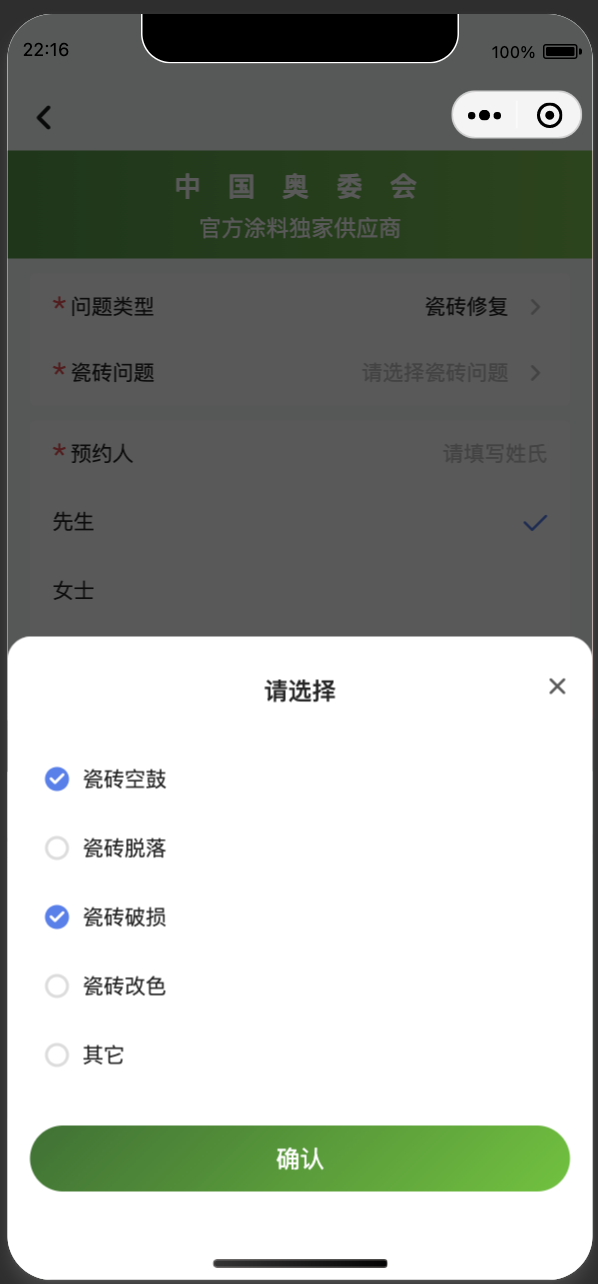 22:16 100%
中国奥委会
官方涂料独家供应商
*问题类型 瓷砖修复
*瓷砖问题 请选择瓷砖问题
*预约人 请填写姓氏
先生
女士
请选择
瓷砖空鼓
瓷砖脱落
瓷砖破损
瓷砖改色
其它
确认